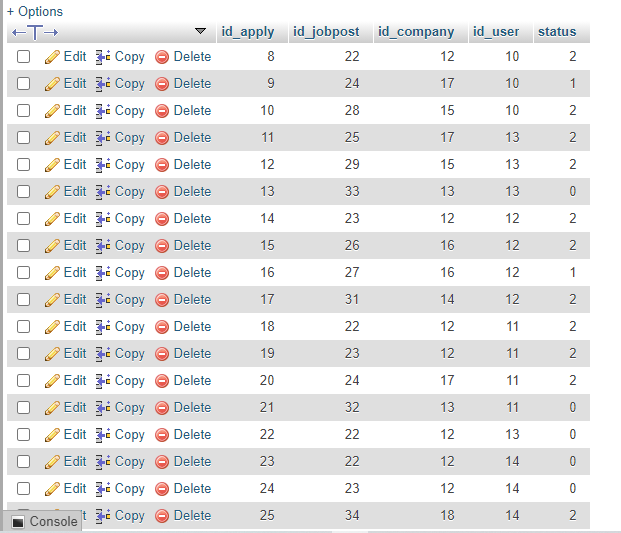 + Options
←T→ id_apply id_jobpost id_company id_user status
Edit Copy Delete 8 22 12 10 2
Edit Copy Delete 9 24 17 10 1
Edit Copy Delete 10 28 15 10 2
Edit Copy Delete 11 25 17 13 2
Edit Copy Delete 12 29 15 13 2
Edit Copy Delete 13 33 13 13 0
Edit Copy Delete 14 23 12 12 2
Edit Copy Delete 15 26 16 12 2
Edit Copy Delete 16 27 16 12 1
Edit Copy Delete 17 31 14 12 2
Edit Copy Delete 18 22 12 11 2
Edit Copy Delete 19 23 12 11 2
Edit Copy Delete 20 24 17 11 2
Edit Copy Delete 21 32 13 11 0
Edit Copy Delete 22 22 12 13 0
Edit Copy Delete 23 22 12 14 0
Edit Copy Delete 24 23 12 14 0
Copy Delete 25 34 18 14 2
Console